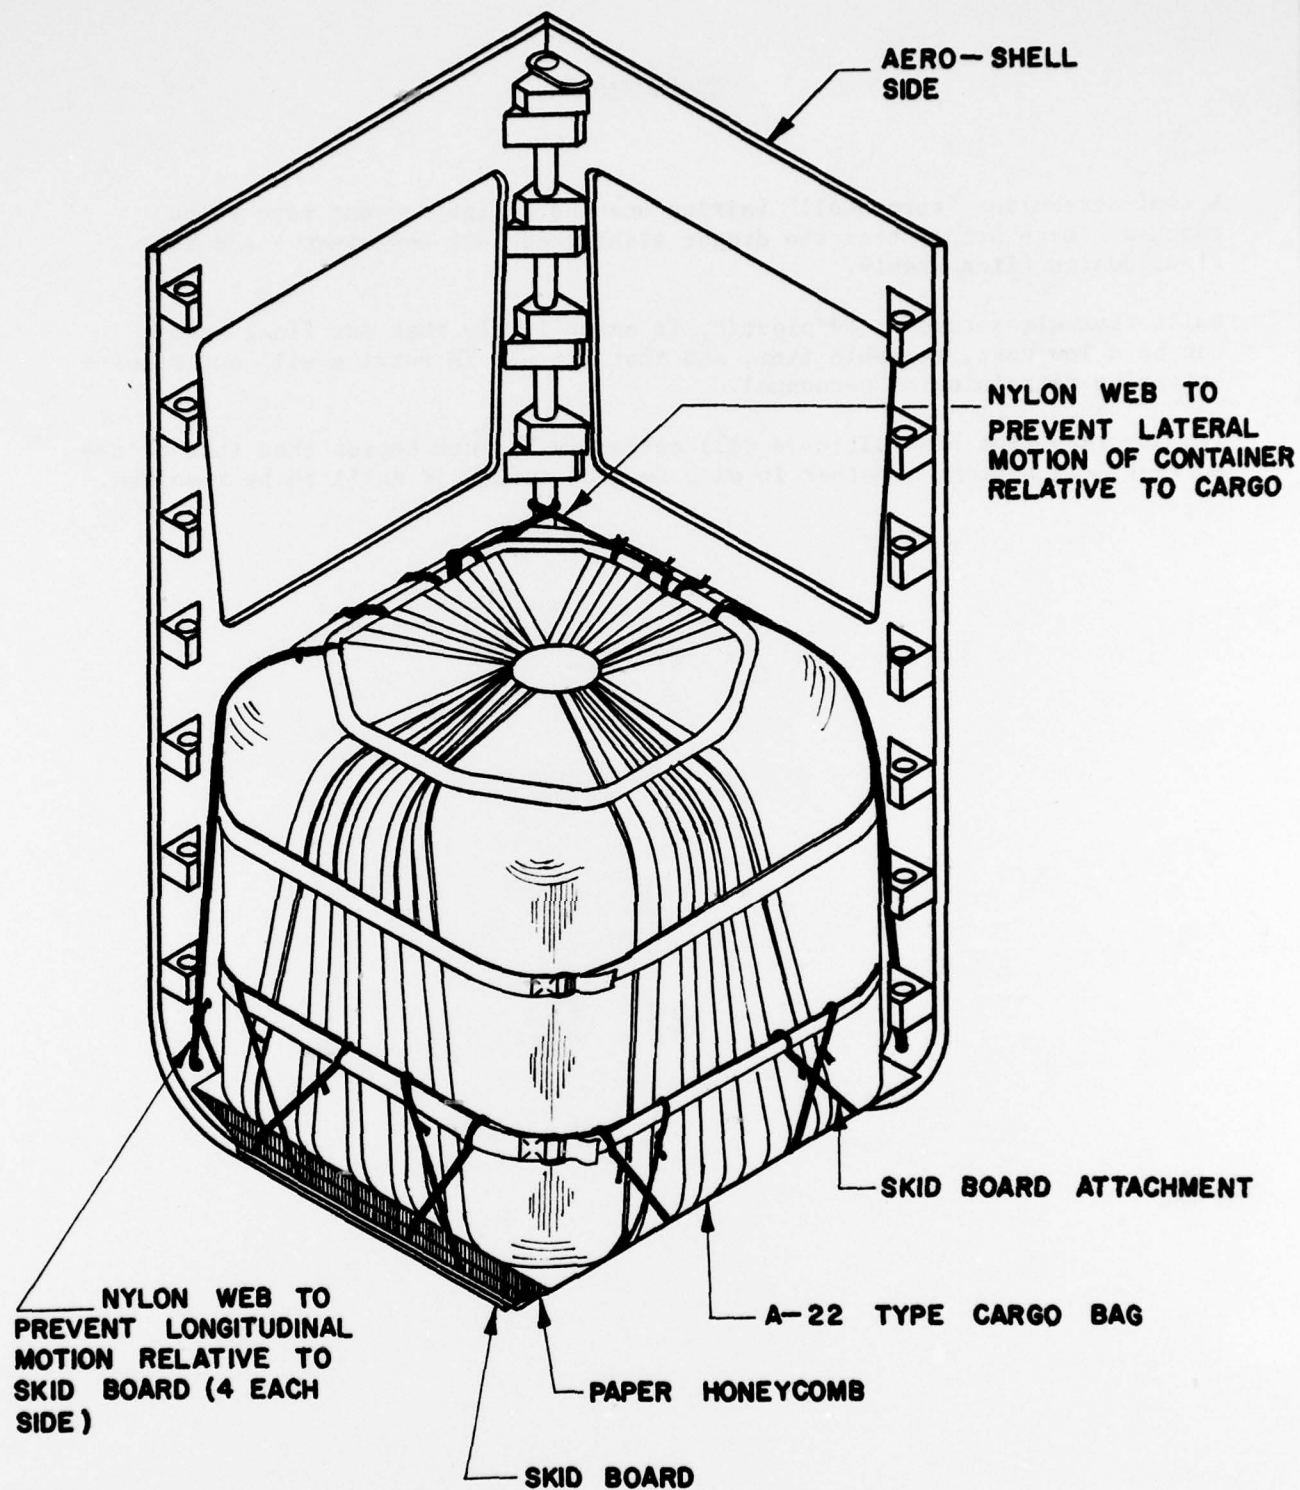 AERO-SHELL
SIDE
NYLON WEB TO
PREVENT LATERAL
MOTION OF CONTAINER
RELATIVE TO CARGO
SKID BOARD ATTACHMENT
A-22 TYPE CARGO BAG
NYLON WEB TO
PREVENT LONGITUDINAL
MOTION RELATIVE TO
SKID BOARD (4 EACH
SIDE)
PAPER HONEYCOMB
SKID BOARD